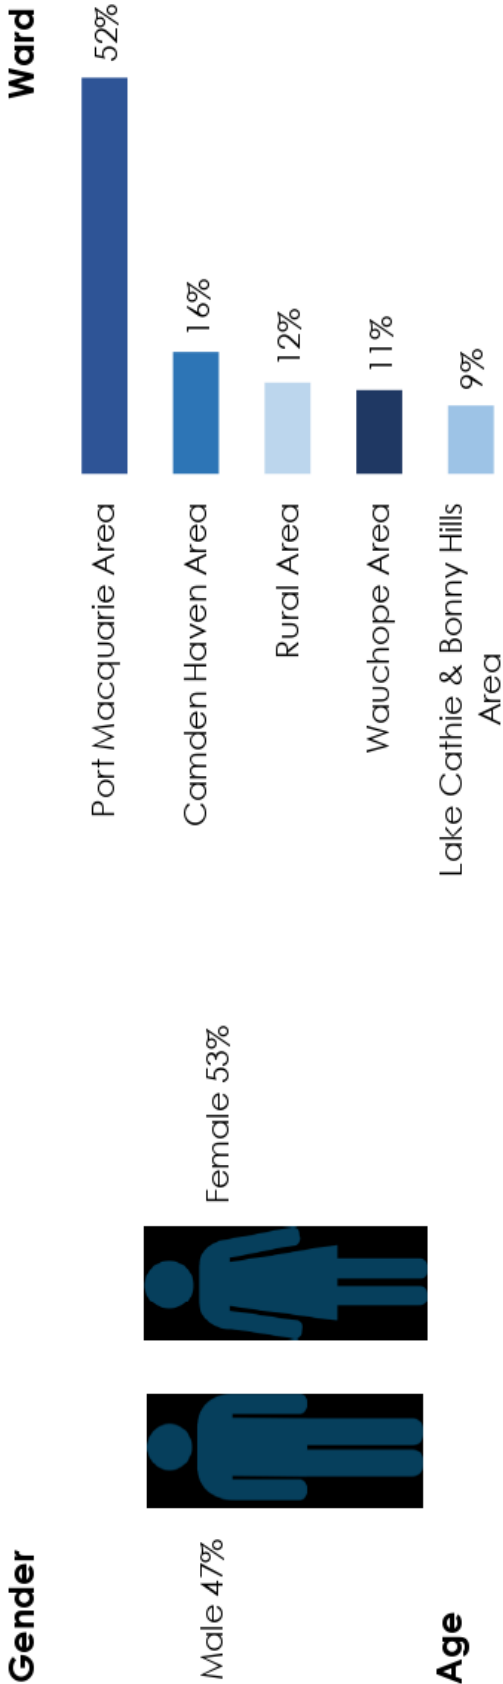 Gender
Male 47%
Female 53%
Age
Ward
Port Macquarie Area
52%
Camden Haven Area
16%
Rural Area
12%
Wauchope Area
11%
Lake Cathie & Bonny Hills
Area
9%